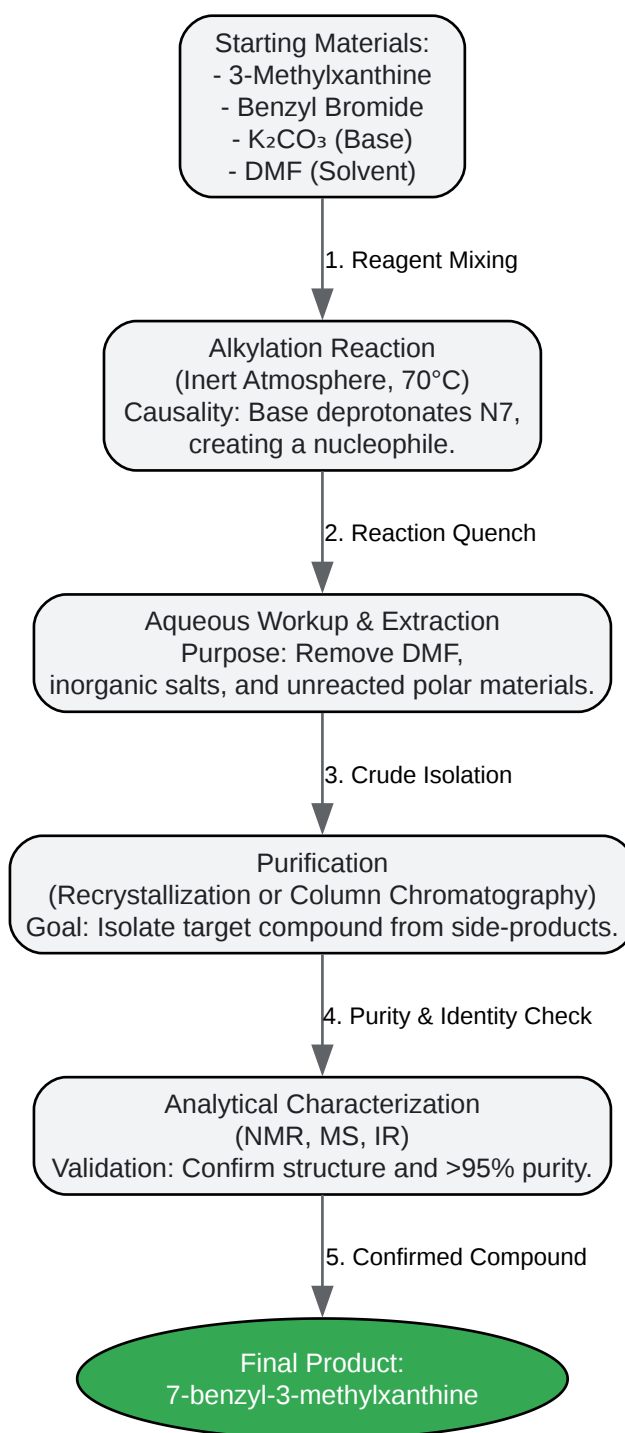 Starting Materials:
- 3-Methylxanthine
- Benzyl Bromide
- K₂CO₃ (Base)
- DMF (Solvent)
1. Reagent Mixing
Alkylation Reaction
(Inert Atmosphere, 70°C)
Causality: Base deprotonates N7,
creating a nucleophile.
2. Reaction Quench
Aqueous Workup & Extraction
Purpose: Remove DMF,
inorganic salts, and unreacted polar materials.
3. Crude Isolation
Purification
(Recrystallization or Column Chromatography)
Goal: Isolate target compound from side-products.
4. Purity & Identity Check
Analytical Characterization
(NMR, MS, IR)
Validation: Confirm structure and >95% purity.
5. Confirmed Compound
Final Product:
7-benzyl-3-methylxanthine